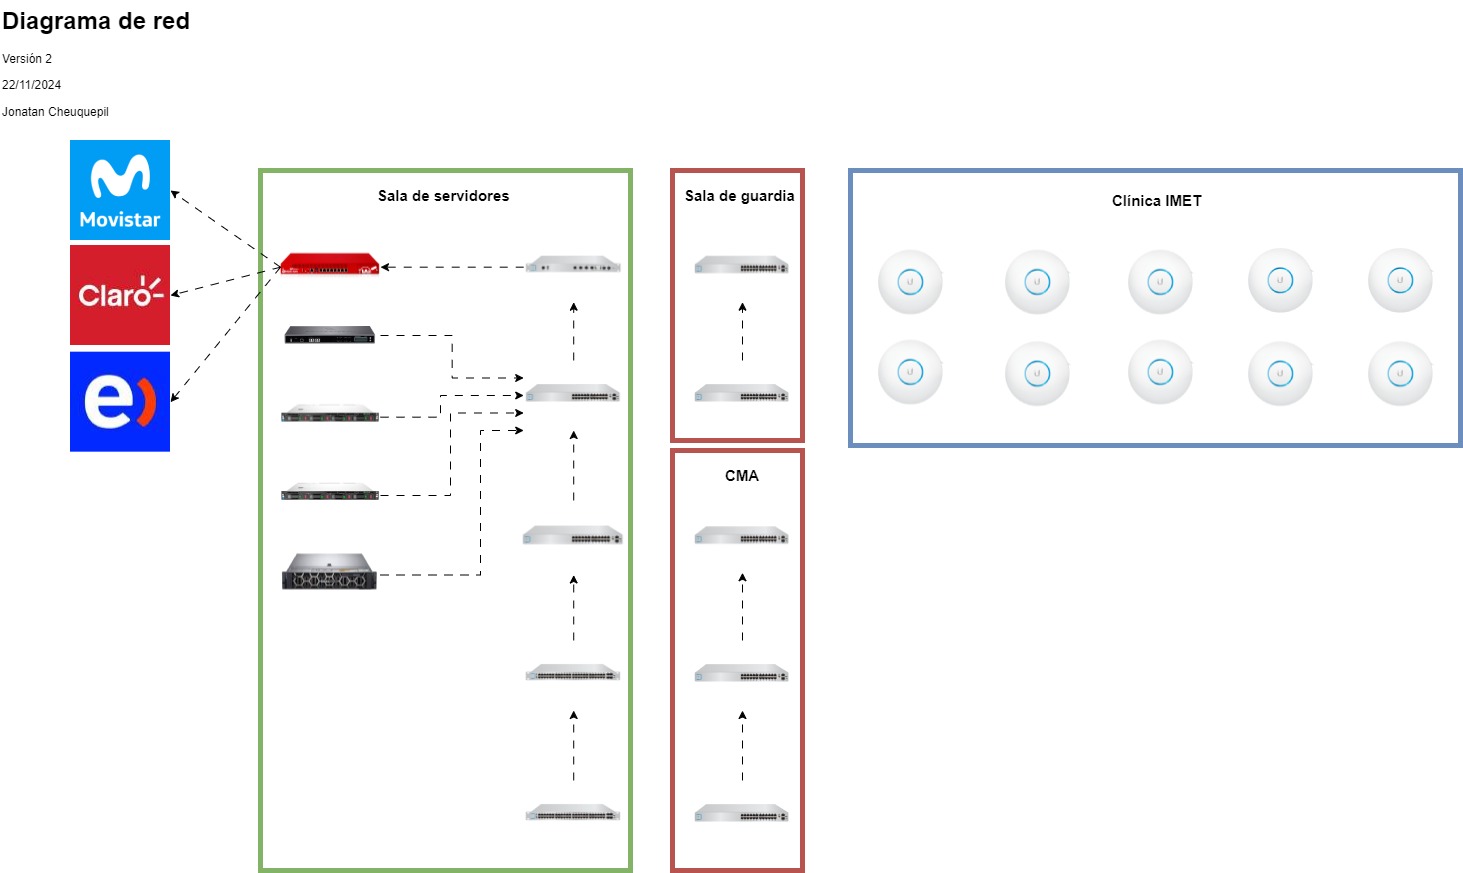 Diagrama de red
Versión 2
22/11/2024
Jonatan Cheuquepil
Movistar
Claro
e)
Sala de servidores
Sala de guardia
Clínica IMET
CMA